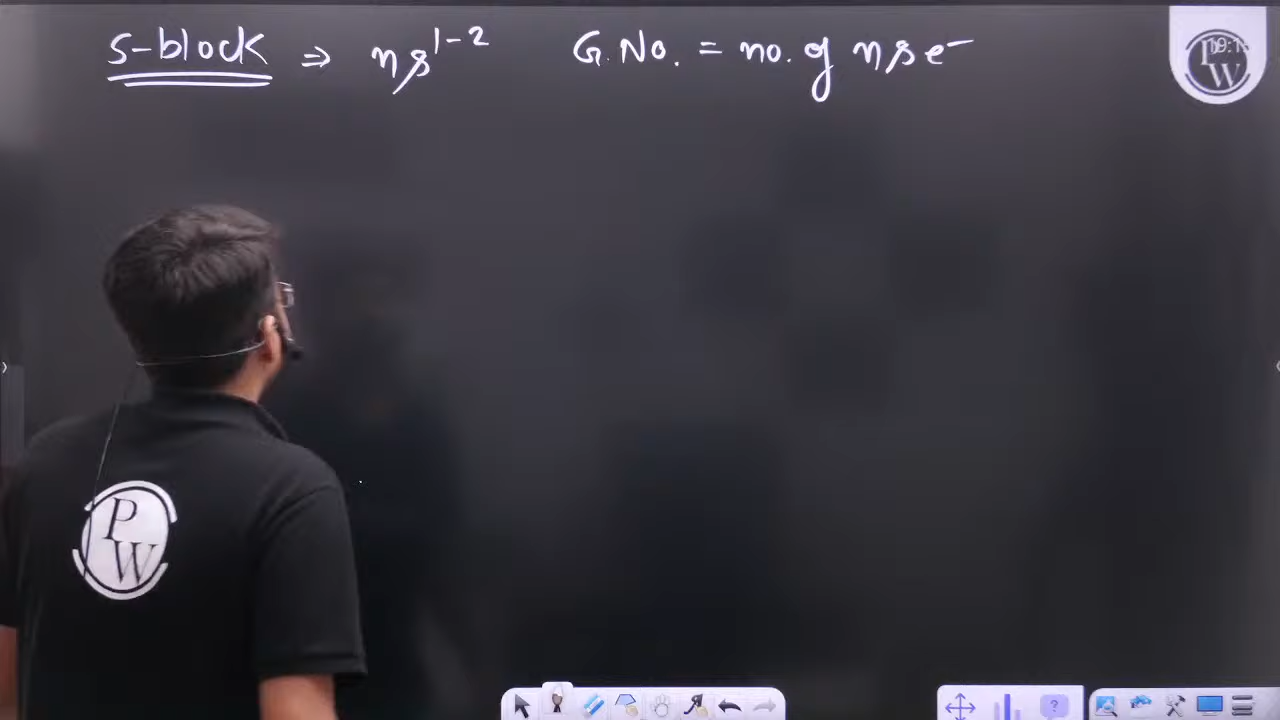 s-block ⇒ ns¹⁻² G.No. = no. of ns e⁻
P
W
P
W